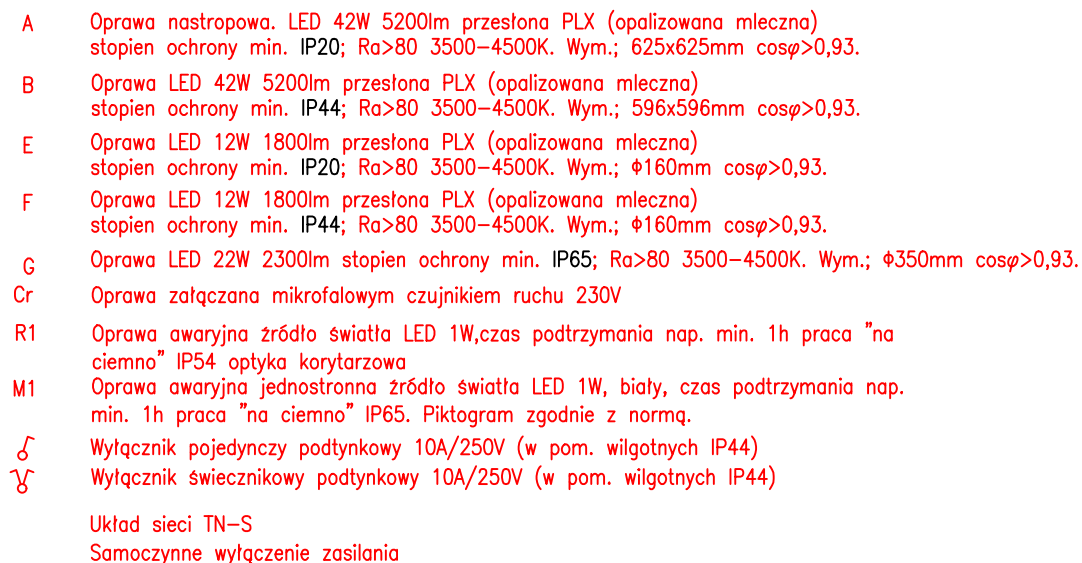 A Oprawa nastropowa. LED 42W 5200lm przesłona PLX (opalizowana mleczna)
stopien ochrony min. IP20; Ra>80 3500-4500K. Wym.; 625x625mm cosφ>0,93.
B Oprawa LED 42W 5200lm przesłona PLX (opalizowana mleczna)
stopien ochrony min. IP44; Ra>80 3500-4500K. Wym.; 596x596mm cosφ>0,93.
E Oprawa LED 12W 1800lm przesłona PLX (opalizowana mleczna)
stopien ochrony min. IP20; Ra>80 3500-4500K. Wym.; Φ160mm cosφ>0,93.
F Oprawa LED 12W 1800lm przesłona PLX (opalizowana mleczna)
stopien ochrony min. IP44; Ra>80 3500-4500K. Wym.; Φ160mm cosφ>0,93.
G Oprawa LED 22W 2300lm stopien ochrony min. IP65; Ra>80 3500-4500K. Wym.; Φ350mm cosφ>0,93.
Cr Oprawa załączana mikrofalowym czujnikiem ruchu 230V
R1 Oprawa awaryjna źródło światła LED 1W,czas podtrzymania nap. min. 1h praca "na
ciemno" IP54 optyka korytarzowa
M1 Oprawa awaryjna jednostronna źródło światła LED 1W, biały, czas podtrzymania nap.
min. 1h praca "na ciemno" IP65. Piktogram zgodnie z normą.
Wyłącznik pojedynczy podtynkowy 10A/250V (w pom. wilgotnych IP44)
Wyłącznik świecznikowy podtynkowy 10A/250V (w pom. wilgotnych IP44)
Układ sieci TN-S
Samoczynne wyłączenie zasilania